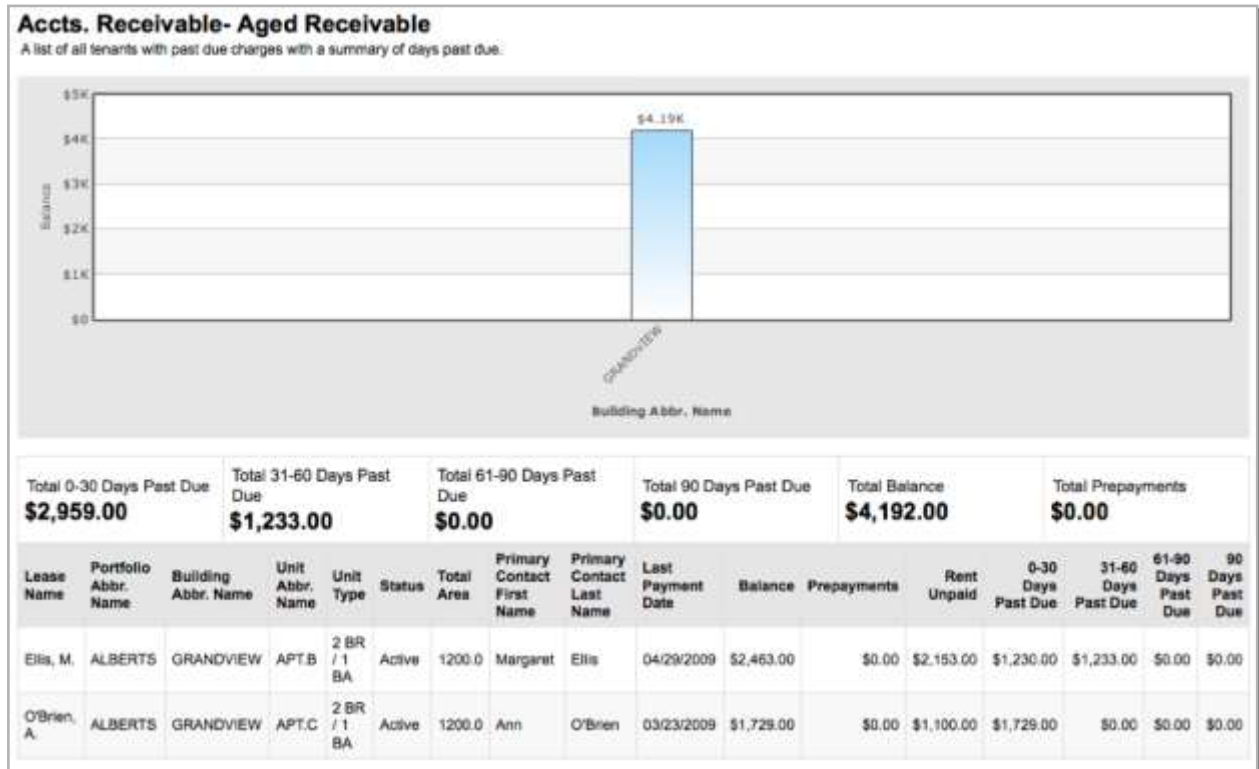 Accts. Receivable- Aged Receivable
A list of all tenants with past due charges with a summary of days past due.
$5K
$4.19K
$4K
$3K
Balance
$2K
$1K
$0
GRANDVIEW
Building Abbr. Name
Total 0-30 Days Past Due
$2,959.00
Total 31-60 Days Past
Due
$1,233.00
Total 61-90 Days Past
Due
$0.00
Total 90 Days Past Due
$0.00
Total Balance
$4,192.00
Total Prepayments
$0.00
Lease
Name
Portfolio
Abbr.
Name
Building
Abbr. Name
Unit
Abbr.
Name
Unit
Type
Status
Total
Area
Primary
Contact
First
Name
Primary
Contact
Last
Name
Last
Payment
Date
Balance
Prepayments
Rent
Unpaid
0-30
Days
Past Due
31-60
Days
Past Due
61-90
Days
Past
Due
90
Days
Past
Due
Ellis, M.
ALBERTS
GRANDVIEW
APT.B
2 BR
/ 1
BA
Active
1200.0
Margaret
Ellis
04/29/2009
$2,463.00
$0.00
$2,153.00
$1,230.00
$1,233.00
$0.00
$0.00
O'Brien,
A.
ALBERTS
GRANDVIEW
APT.C
2 BR
/ 1
BA
Active
1200.0
Ann
O'Brien
03/23/2009
$1,729.00
$0.00
$1,100.00
$1,729.00
$0.00
$0.00
$0.00